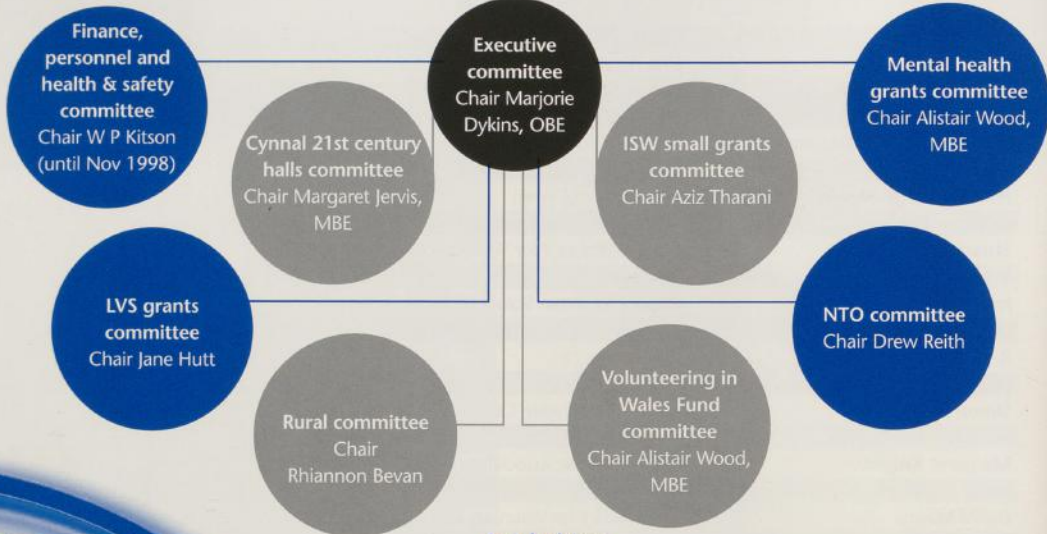 Finance,
personnel and
health & safety
committee
Chair W P Kitson
(until Nov 1998)
Executive
committee
Chair Marjorie
Dykins, OBE
Mental health
grants committee
Chair Alistair Wood,
MBE
Cynnal 21st century
halls committee
Chair Margaret Jervis,
MBE
ISW small grants
committee
Chair Aziz Tharani
LVS grants
committee
Chair Jane Hutt
NTO committee
Chair Drew Reith
Rural committee
Chair
Rhiannon Bevan
Volunteering in
Wales Fund
committee
Chair Alistair Wood,
MBE